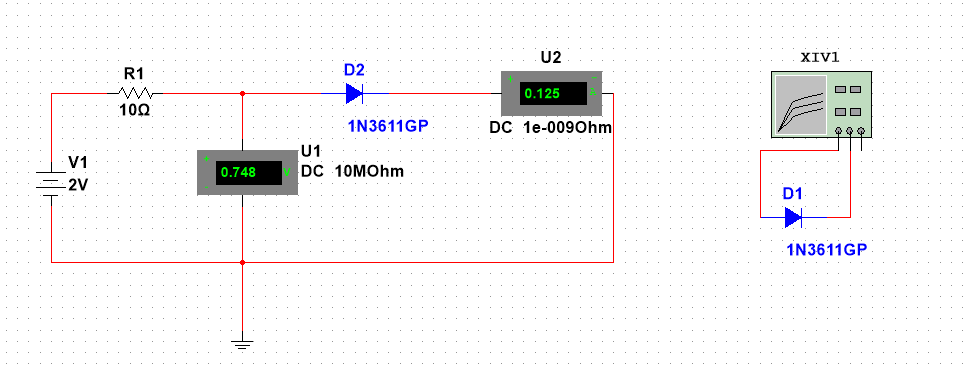 R1
10Ω
V1
2V
+
0.748
V
U1
DC 10MOhm
D2
1N3611GP
U2
+
-
0.125
A
DC 1e-009Ohm
XIV1
D1
1N3611GP